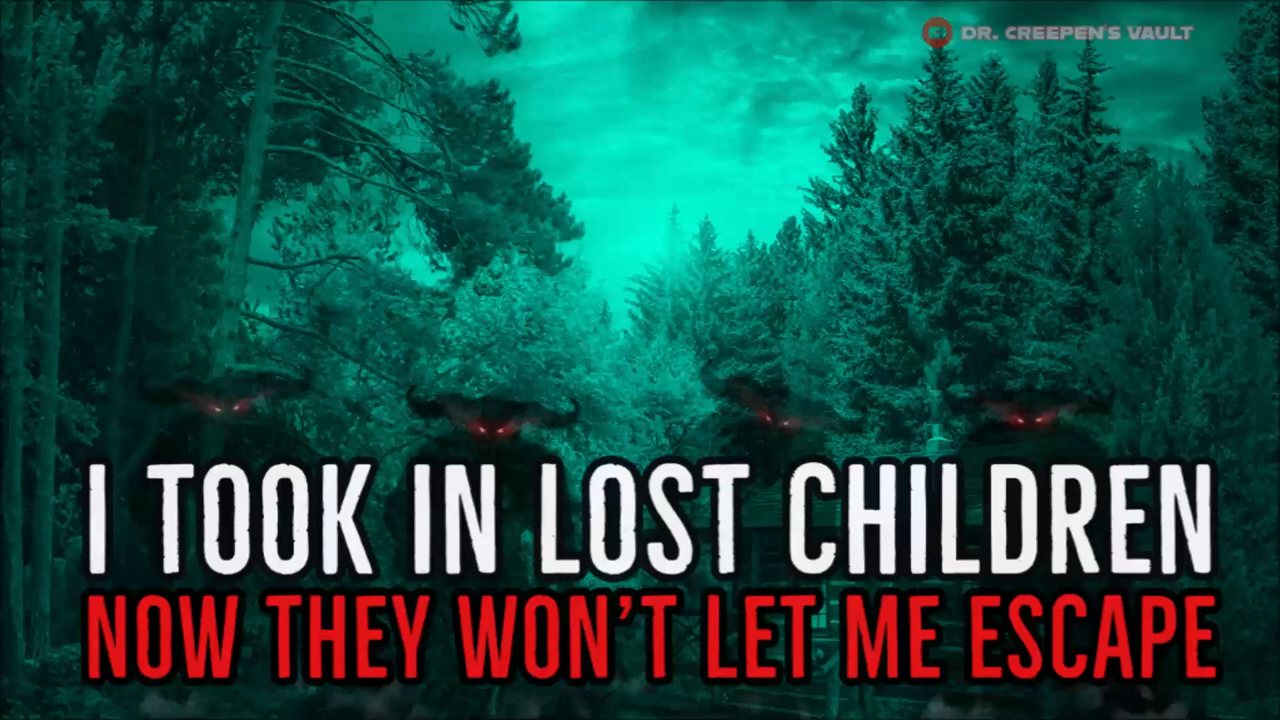 DR. CREEPEN'S VAULT
I TOOK IN LOST CHILDREN
NOW THEY WON'T LET ME ESCAPE